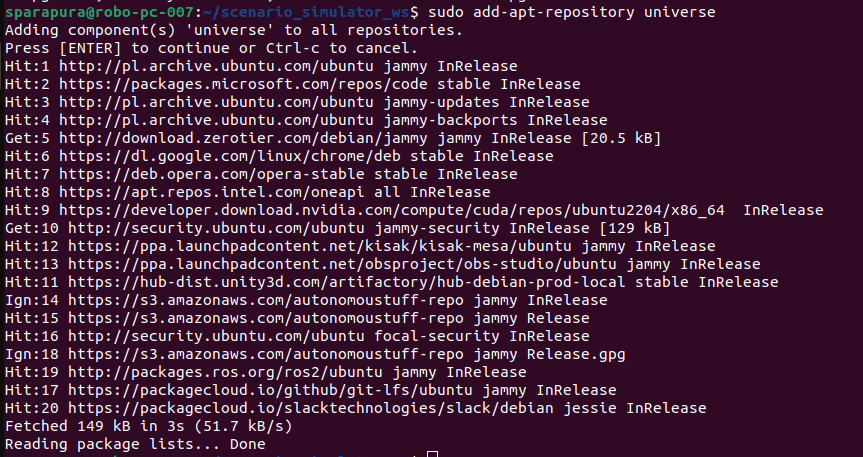 sparapura@robo-pc-007:~/scenario_simulator_ws$ sudo add-apt-repository universe
Adding component(s) 'universe' to all repositories.
Press [ENTER] to continue or Ctrl-c to cancel.
Hit:1 http://pl.archive.ubuntu.com/ubuntu jammy InRelease
Hit:2 https://packages.microsoft.com/repos/code stable InRelease
Hit:3 http://pl.archive.ubuntu.com/ubuntu jammy-updates InRelease
Hit:4 http://pl.archive.ubuntu.com/ubuntu jammy-backports InRelease
Get:5 http://download.zerotier.com/debian/jammy jammy InRelease [20.5 kB]
Hit:6 https://dl.google.com/linux/chrome/deb stable InRelease
Hit:7 https://deb.opera.com/opera-stable stable InRelease
Hit:8 https://apt.repos.intel.com/oneapi all InRelease
Hit:9 https://developer.download.nvidia.com/compute/cuda/repos/ubuntu2204/x86_64  InRelease
Get:10 http://security.ubuntu.com/ubuntu jammy-security InRelease [129 kB]
Hit:12 https://ppa.launchpadcontent.net/kisak/kisak-mesa/ubuntu jammy InRelease
Hit:13 https://ppa.launchpadcontent.net/obsproject/obs-studio/ubuntu jammy InRelease
Hit:11 https://hub-dist.unity3d.com/artifactory/hub-debian-prod-local stable InRelease
Ign:14 https://s3.amazonaws.com/autonomoustuff-repo jammy InRelease
Hit:15 https://s3.amazonaws.com/autonomoustuff-repo jammy Release
Hit:16 http://security.ubuntu.com/ubuntu focal-security InRelease
Ign:18 https://s3.amazonaws.com/autonomoustuff-repo jammy Release.gpg
Hit:19 http://packages.ros.org/ros2/ubuntu jammy InRelease
Hit:17 https://packagecloud.io/github/git-lfs/ubuntu jammy InRelease
Hit:20 https://packagecloud.io/slacktechnologies/slack/debian jessie InRelease
Fetched 149 kB in 3s (51.7 kB/s)
Reading package lists... Done